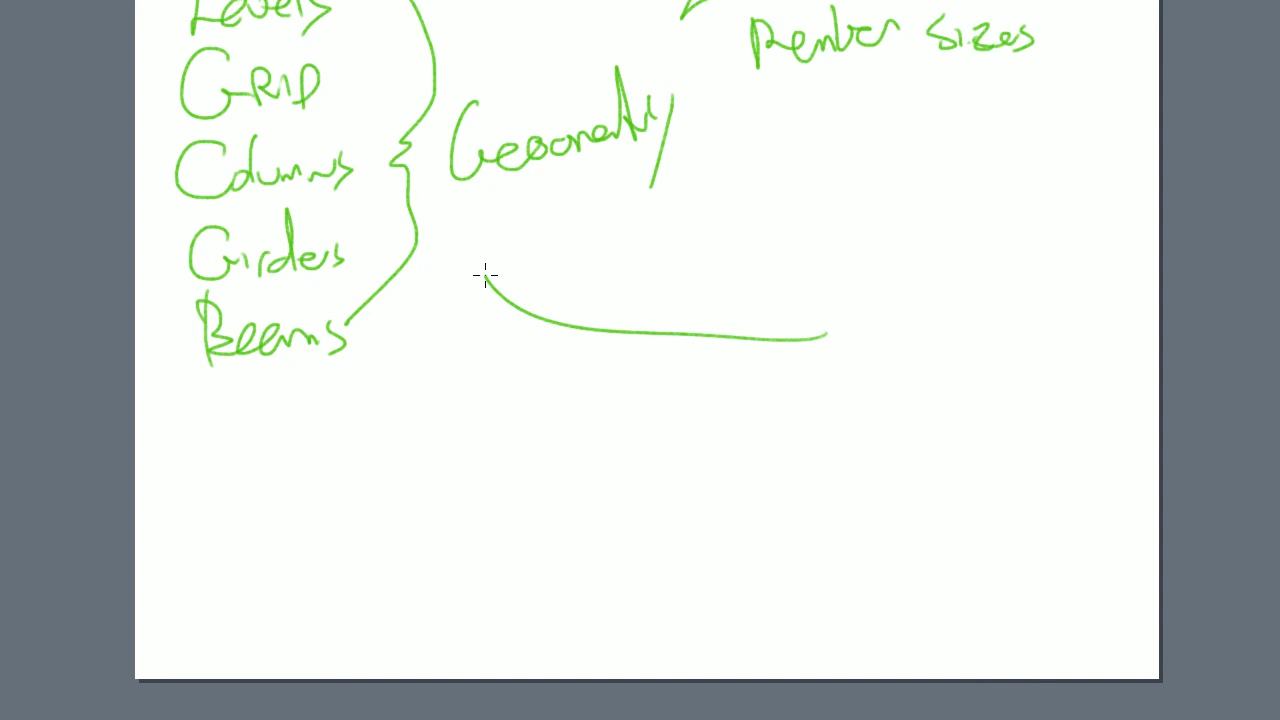 Levels
GRID
Columns
Girders
Beams
Geometry
Member Sizes